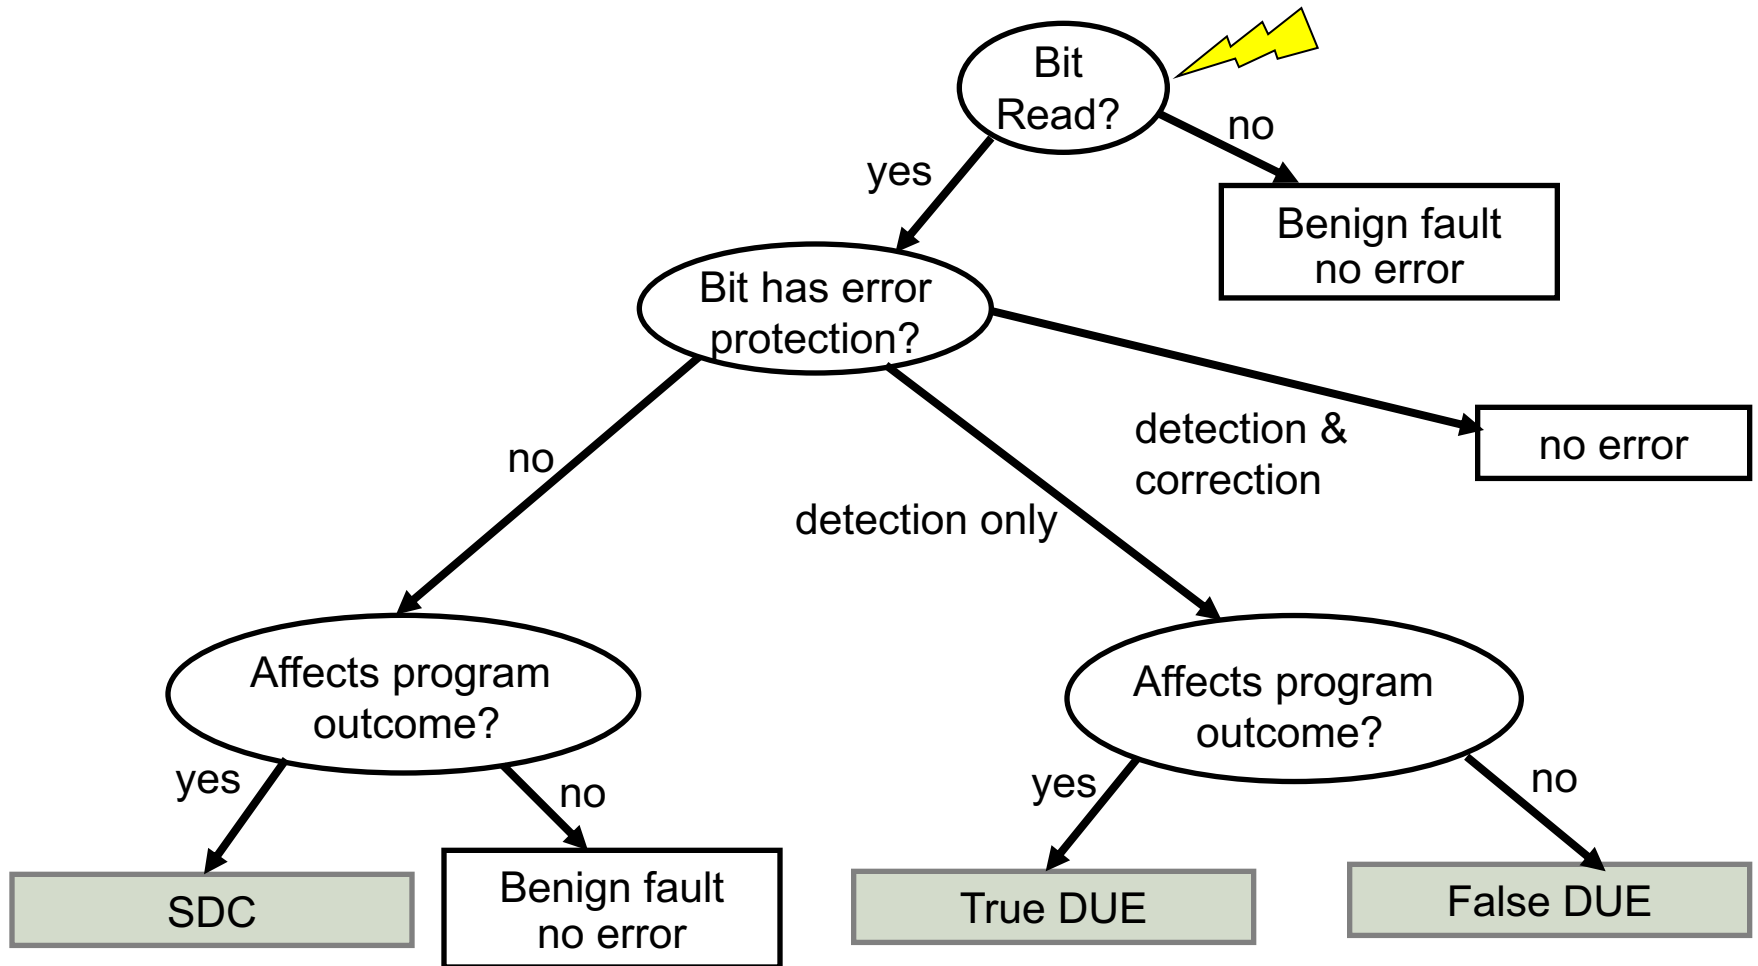 Bit
Read?
no
yes
Benign fault
no error
Bit has error
protection?
detection &
correction
no error
no
detection only
Affects program
outcome?
Affects program
outcome?
yes
no
yes
no
SDC
Benign fault
no error
True DUE
False DUE